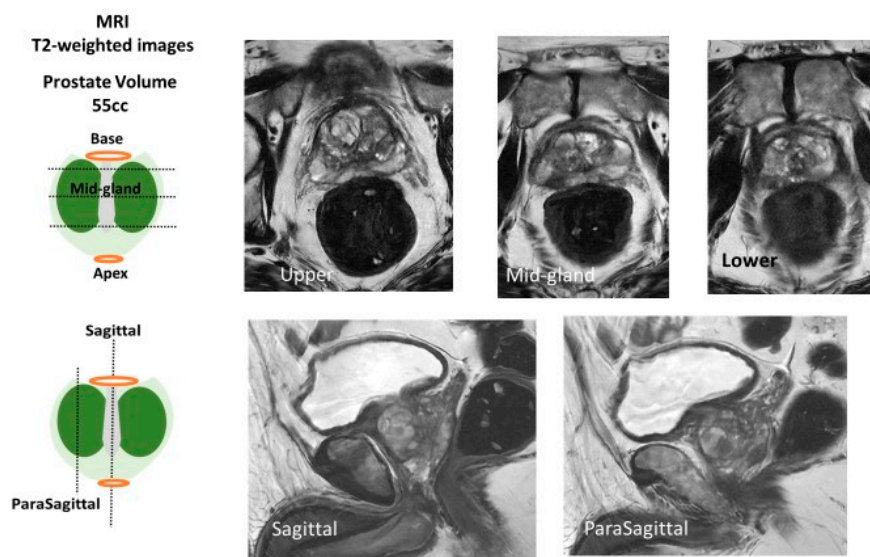 MRI
T2-weighted images
Prostate Volume
55cc
Base
Mid-gland
Apex
Upper
Mid-gland
Lower
Sagittal
ParaSagittal
Sagittal
ParaSagittal